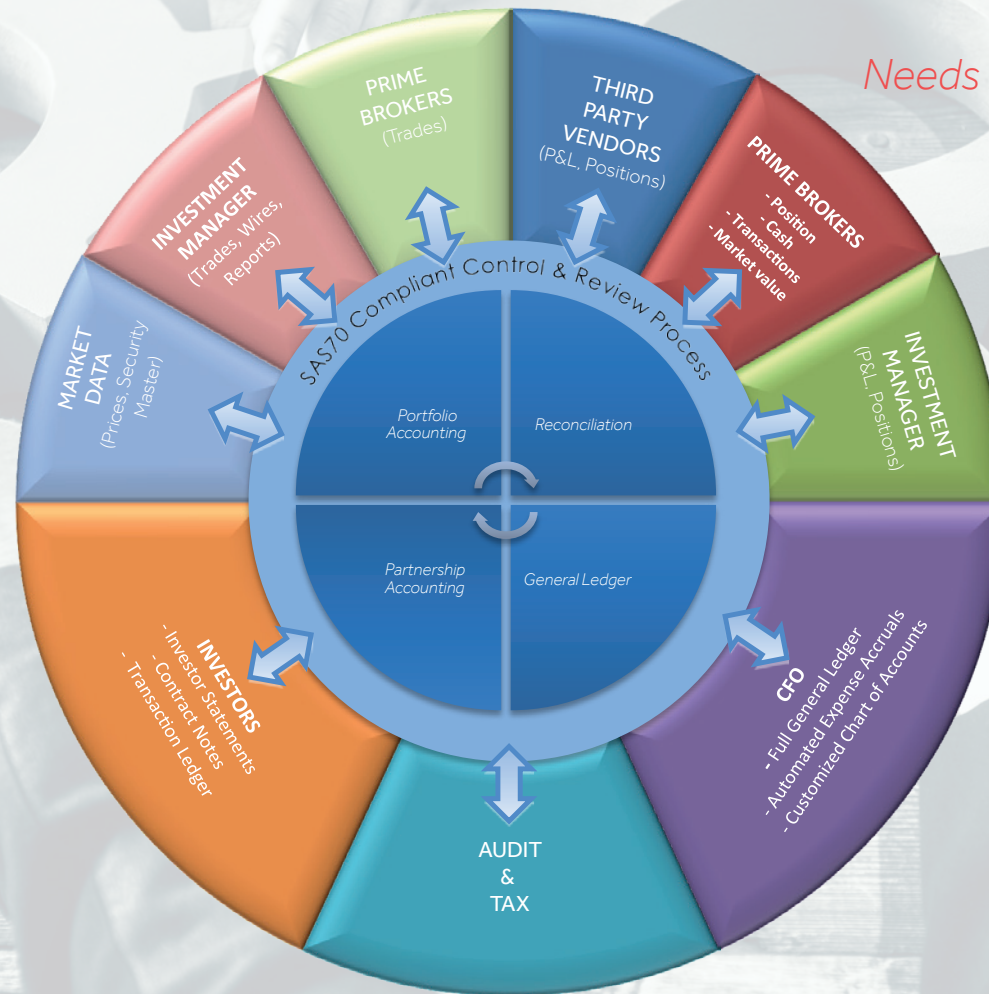 Needs
PRIME
BROKERS
(Trades)
THIRD
PARTY
VENDORS
(P&L, Positions)
PRIME BROKERS
- Position
- Cash
- Transactions
- Market value
INVESTMENT
MANAGER
(P&L, Positions)
CFO
- Full General Ledger
- Automated Expense Accruals
- Customized Chart of Accounts
AUDIT
&
TAX
INVESTORS
- Investor Statements
- Contract Notes
- Transaction Ledger
MARKET
DATA
(Prices, Security
Master)
INVESTMENT
MANAGER
(Trades, Wires,
Reports)
SAS70 Compliant Control & Review Process
Portfolio
Accounting
Reconciliation
Partnership
Accounting
General Ledger